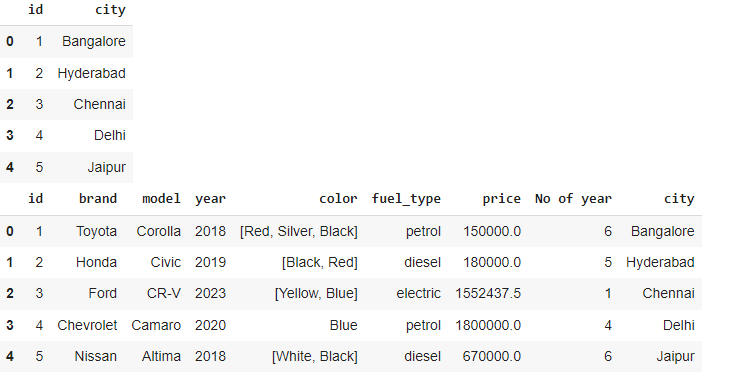 id city
0 1 Bangalore
1 2 Hyderabad
2 3 Chennai
3 4 Delhi
4 5 Jaipur
id brand model year color fuel_type price No of year city
0 1 Toyota Corolla 2018 [Red, Silver, Black] petrol 150000.0 6 Bangalore
1 2 Honda Civic 2019 [Black, Red] diesel 180000.0 5 Hyderabad
2 3 Ford CR-V 2023 [Yellow, Blue] electric 1552437.5 1 Chennai
3 4 Chevrolet Camaro 2020 Blue petrol 1800000.0 4 Delhi
4 5 Nissan Altima 2018 [White, Black] diesel 670000.0 6 Jaipur